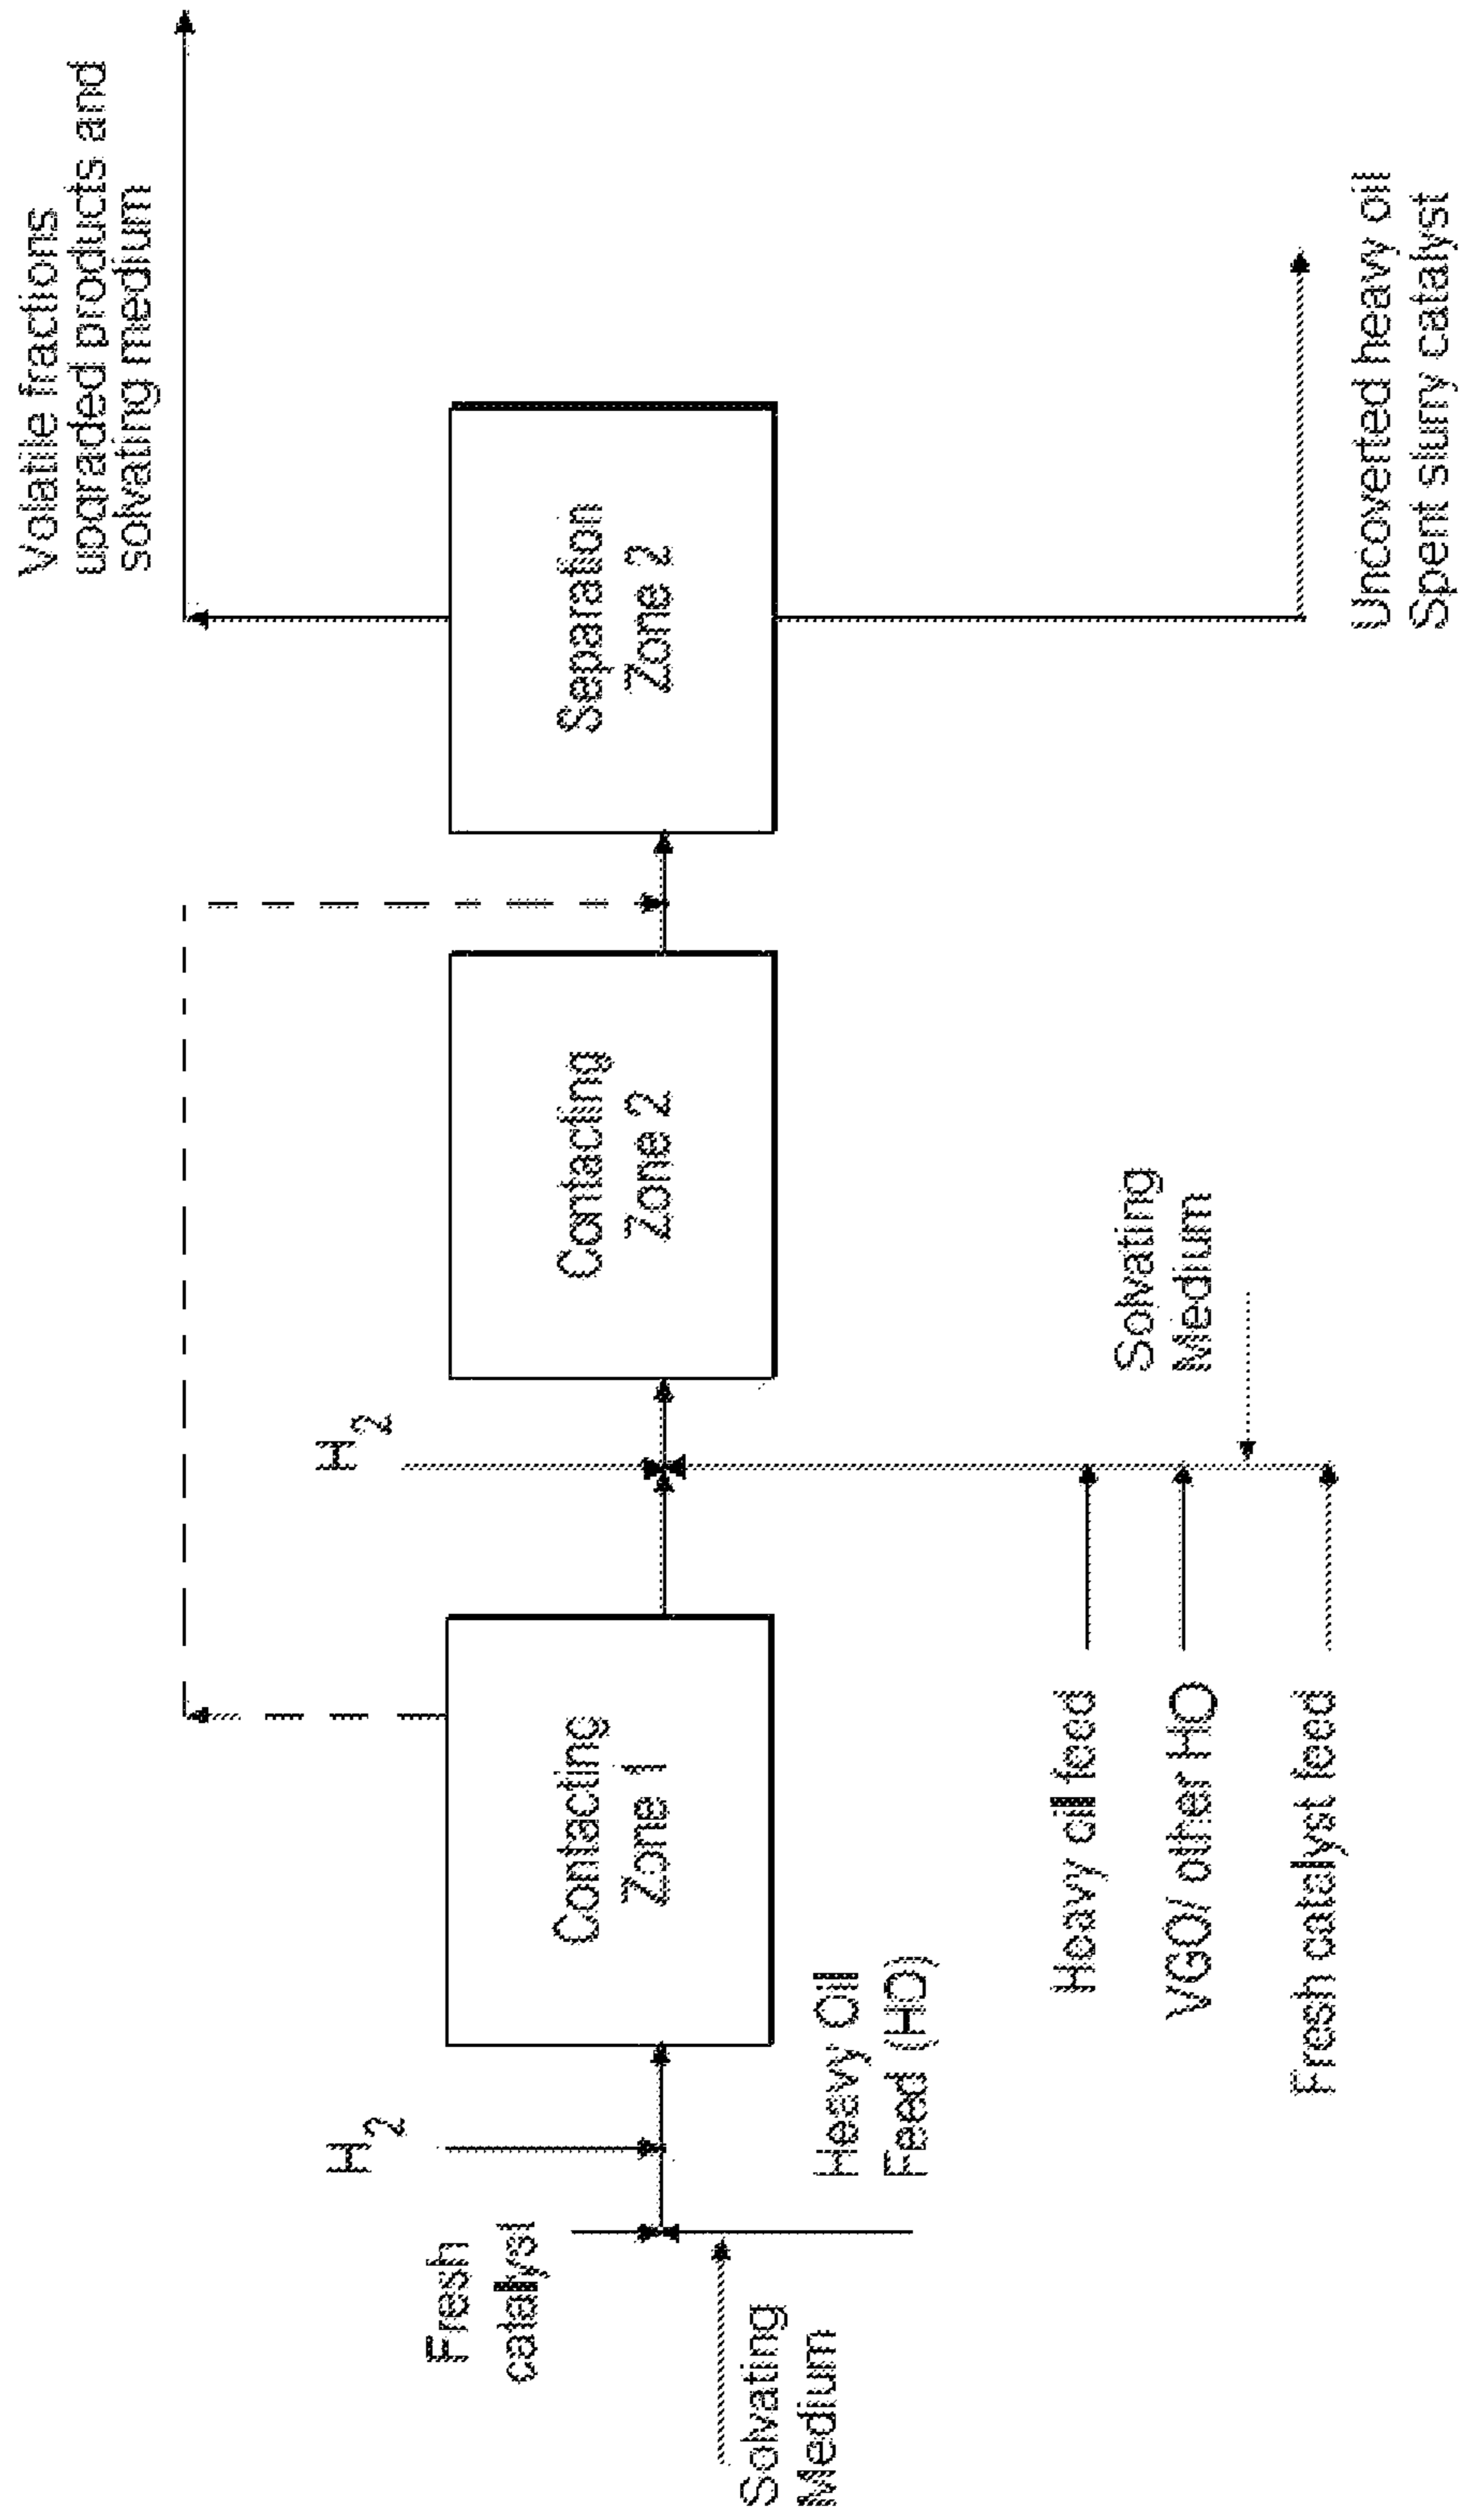 Fresh
catalyst
Solvating
Medium
H2
Heavy Oil
Feed (HO)
Contacting
Zone 1
H2
Heavy oil feed
VGO/ other HO
Fresh catalyst feed
Solvating
Medium
Contacting
Zone 2
Separation
Zone 2
Volatile fractions
upgraded products and
solvating medium
Uncoverted heavy oil
Spent slurry catalyst